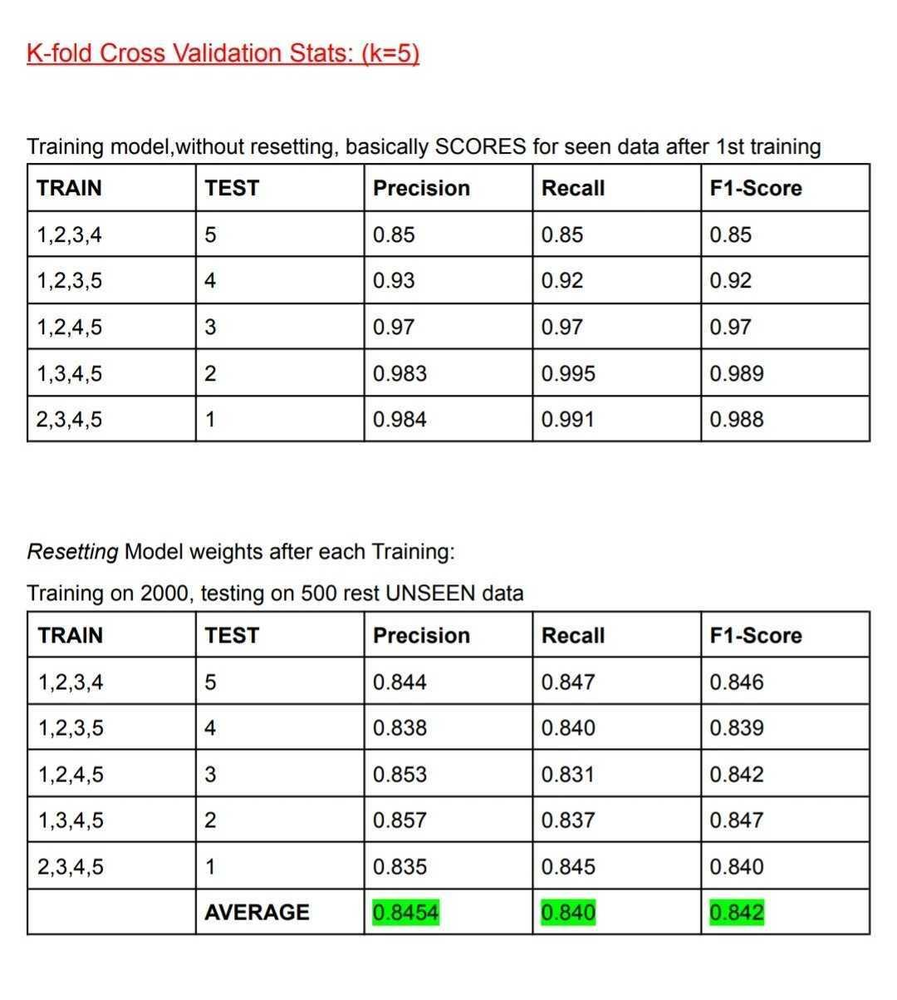 K-fold Cross Validation Stats: (k=5)
Training model,without resetting, basically SCORES for seen data after 1st training
TRAIN TEST Precision Recall F1-Score
1,2,3,4 5 0.85 0.85 0.85
1,2,3,5 4 0.93 0.92 0.92
1,2,4,5 3 0.97 0.97 0.97
1,3,4,5 2 0.983 0.995 0.989
2,3,4,5 1 0.984 0.991 0.988
Resetting Model weights after each Training:
Training on 2000, testing on 500 rest UNSEEN data
TRAIN TEST Precision Recall F1-Score
1,2,3,4 5 0.844 0.847 0.846
1,2,3,5 4 0.838 0.840 0.839
1,2,4,5 3 0.853 0.831 0.842
1,3,4,5 2 0.857 0.837 0.847
2,3,4,5 1 0.835 0.845 0.840
AVERAGE 0.8454 0.840 0.842